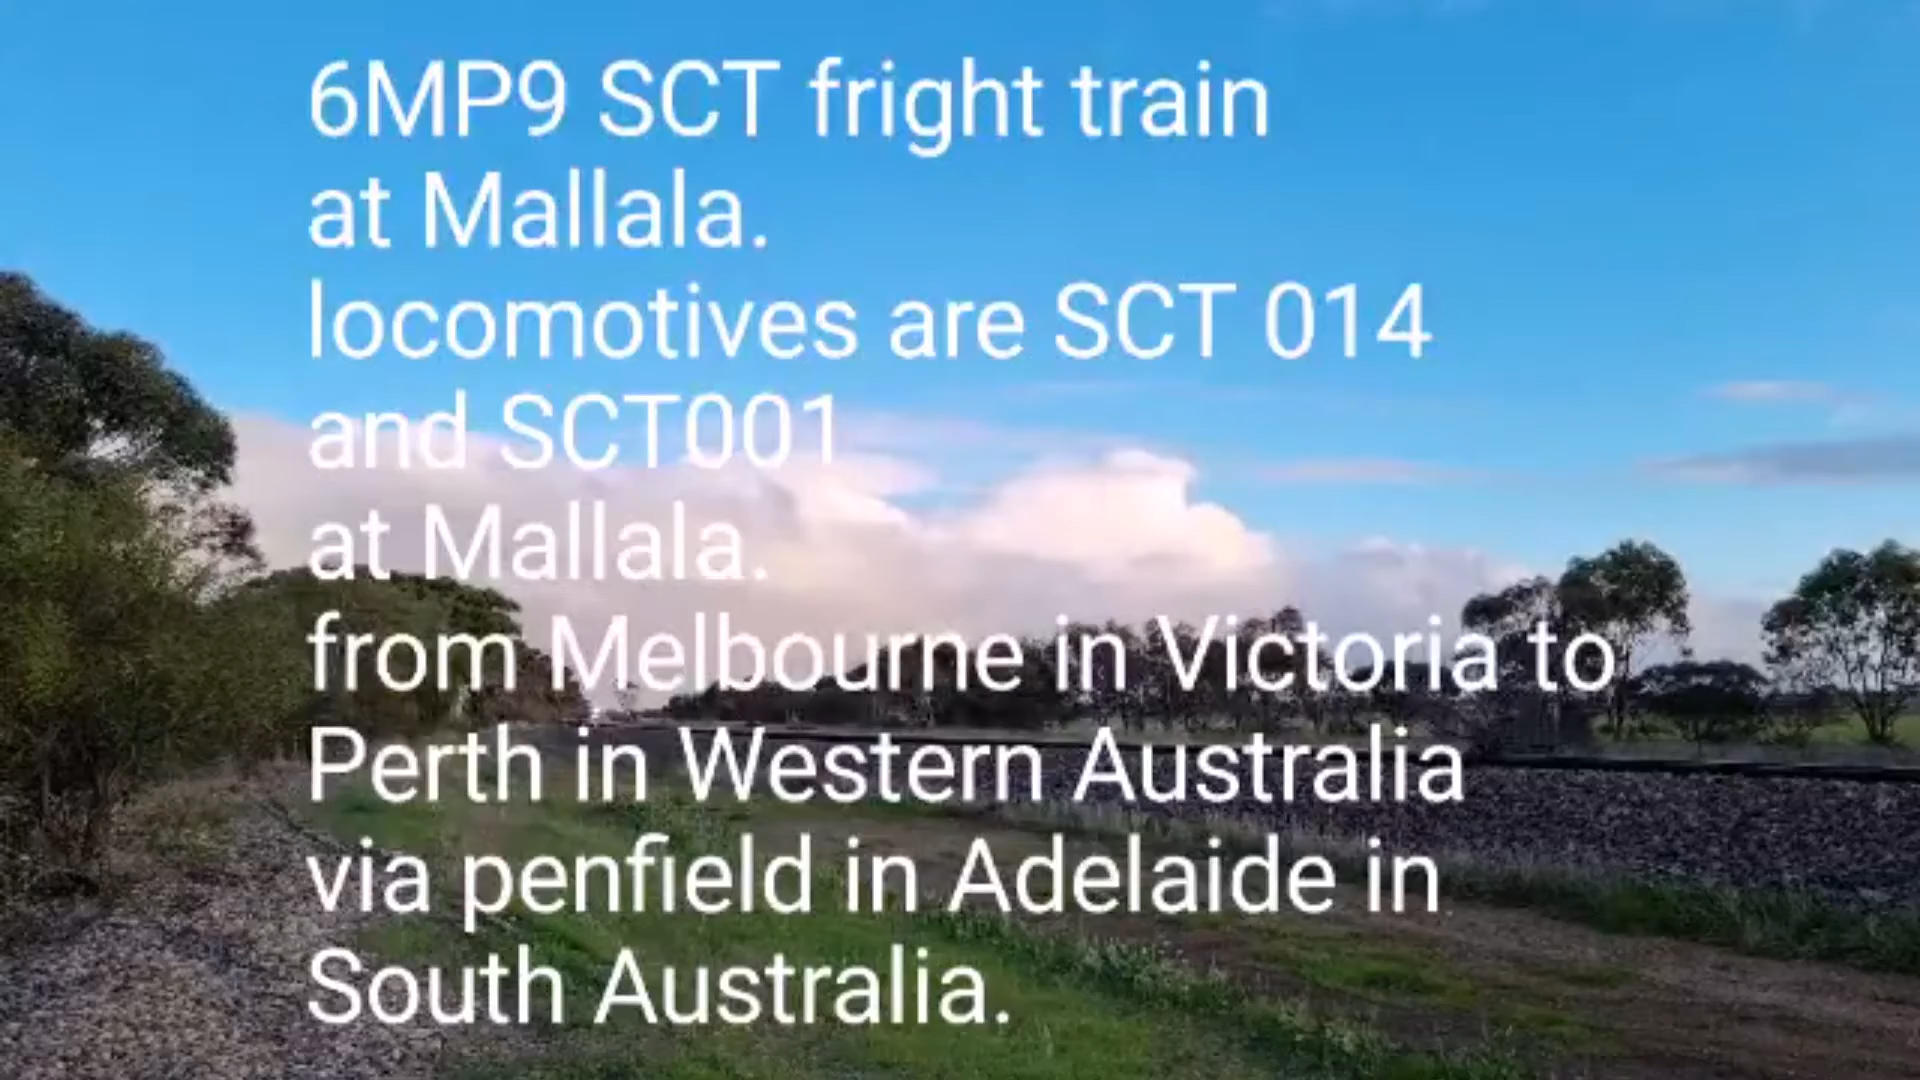 6MP9 SCT fright train
at Mallala.
locomotives are SCT 014
and SCT001
at Mallala.
from Melbourne in Victoria to
Perth in Western Australia
via penfield in Adelaide in
South Australia.